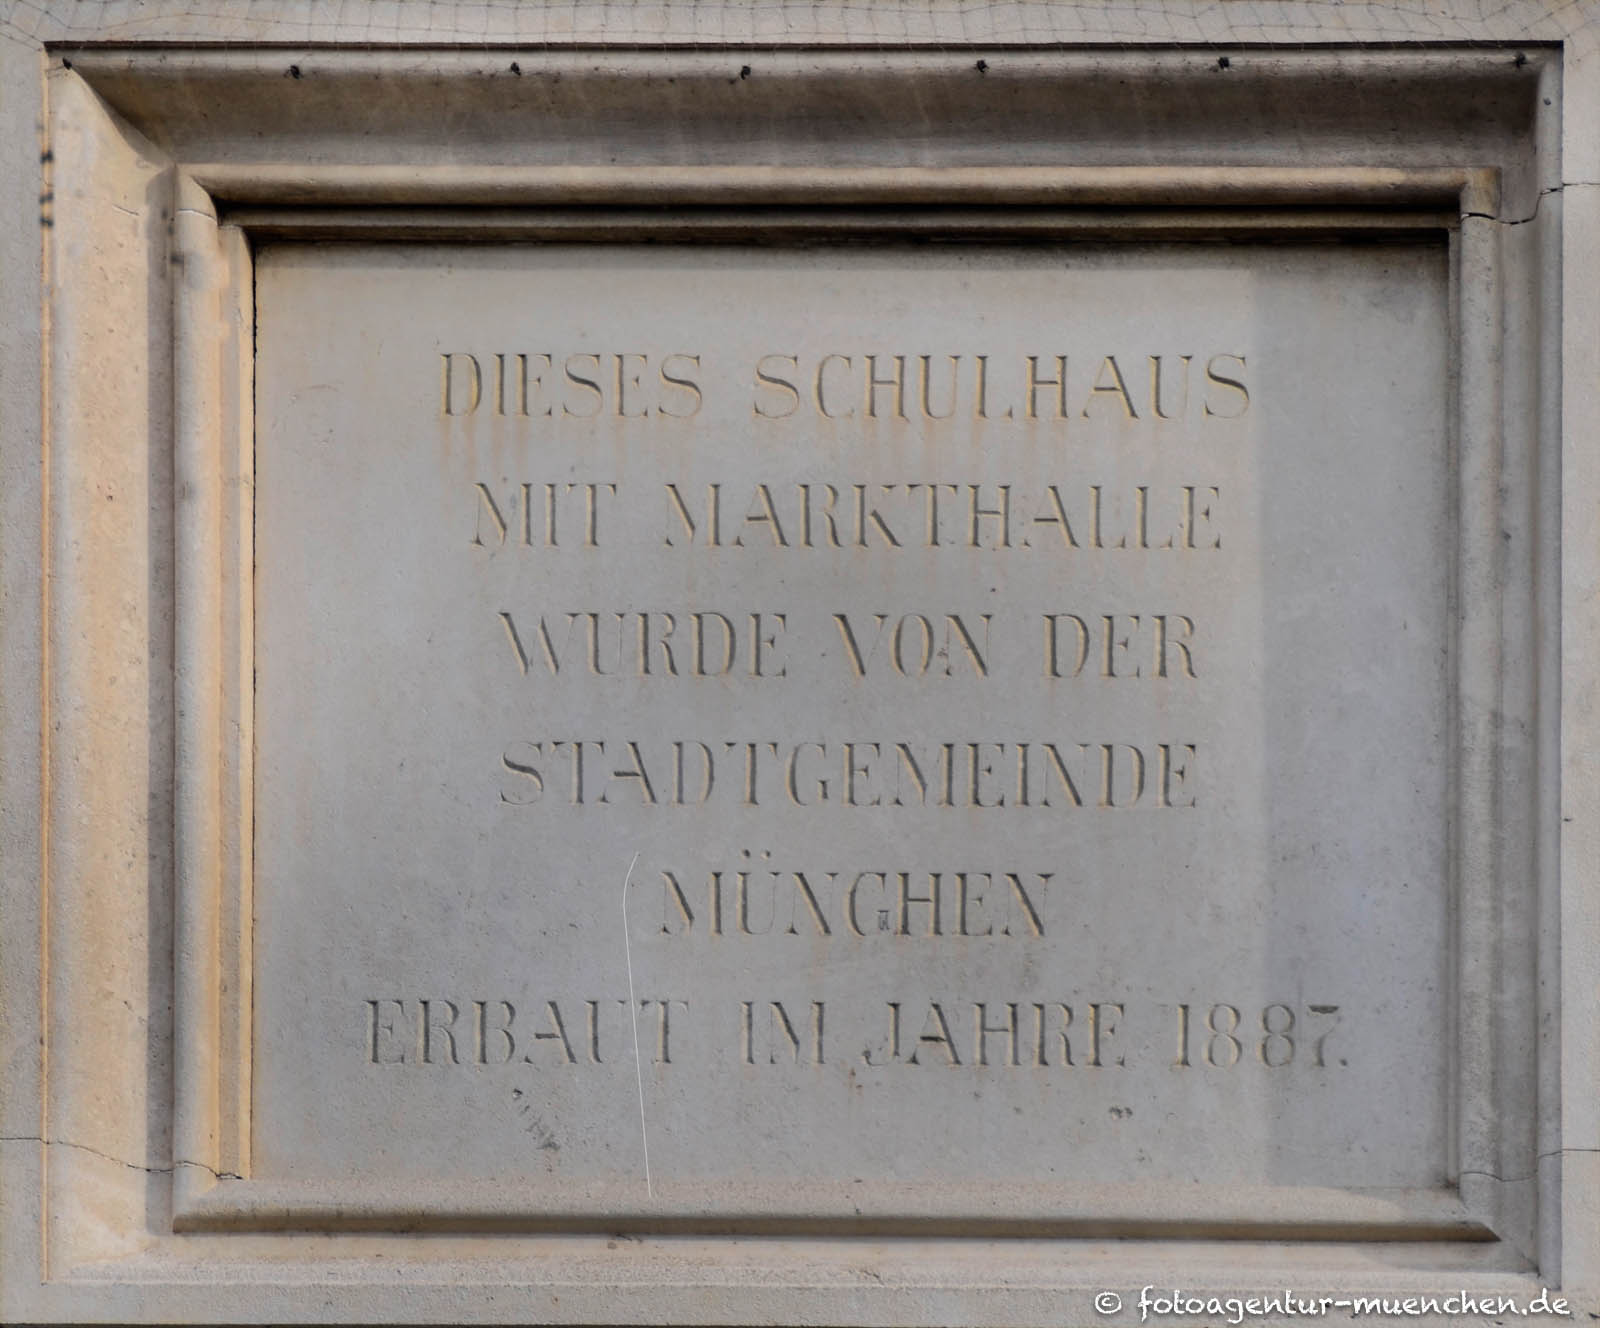 DIESES SCHULHAUS
MIT MARKTHALLE
WURDE VON DER
STADTGEMEINDE
MÜNCHEN
ERBAUT IM JAHRE 1887.
© fotoagentur-muenchen.de